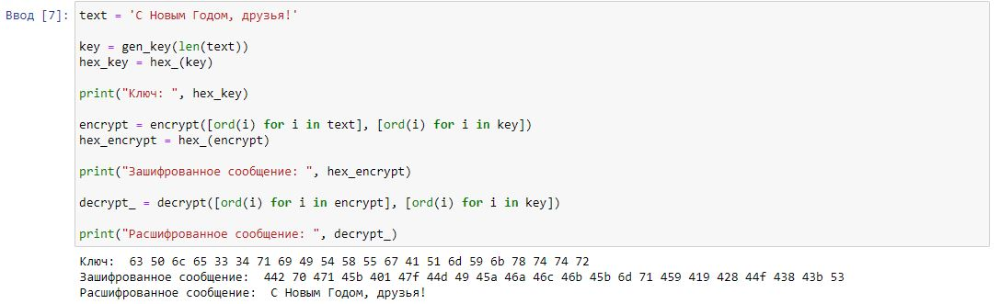 Ввод [7]: text = 'С Новым Годом, друзья!'
key = gen_key(len(text))
hex_key = hex_(key)
print("Ключ: ", hex_key)
encrypt = encrypt([ord(i) for i in text], [ord(i) for i in key])
hex_encrypt = hex_(encrypt)
print("Зашифрованное сообщение: ", hex_encrypt)
decrypt_ = decrypt([ord(i) for i in encrypt], [ord(i) for i in key])
print("Расшифрованное сообщение: ", decrypt_)
Ключ:  63 50 6c 65 33 34 71 69 49 54 58 55 67 41 51 6d 59 6b 78 74 74 72
Зашифрованное сообщение:  442 70 471 45b 401 47f 44d 49 45a 46a 46c 46b 45b 6d 71 459 419 428 44f 438 43b 53
Расшифрованное сообщение:  С Новым Годом, друзья!